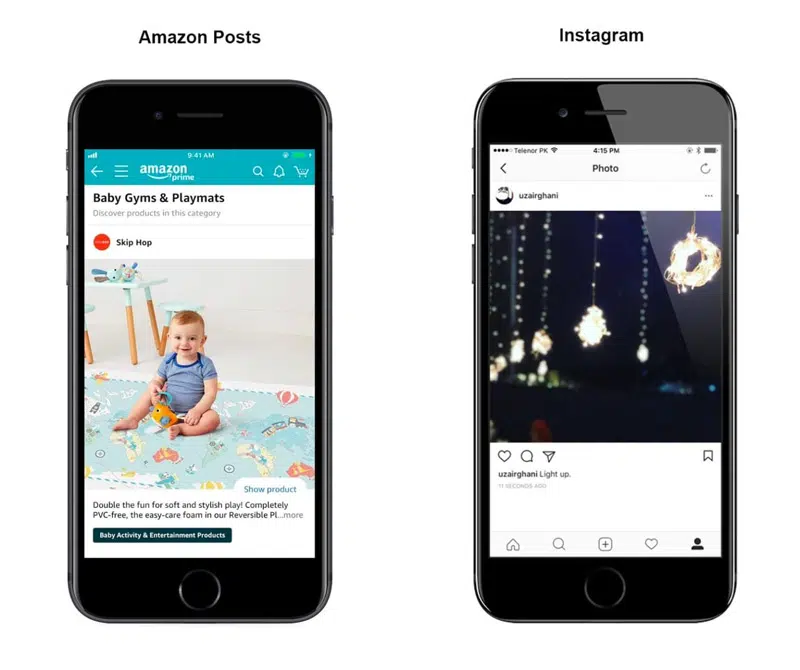 Amazon Posts
Instagram
9:41 AM
amazon
prime
Baby Gyms & Playmats
Discover products in this category
Skip Hop
Show product
Double the fun for soft and stylish play! Completely
PVC-free, the easy-care foam in our Reversible Pl...more
Baby Activity & Entertainment Products
Telenor PK
4:15 PM
Photo
uzairghani
uzairghani Light up.
11 SECONDS AGO